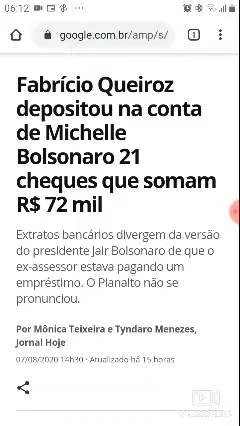 06:12
google.com.br/amp/s/
1
Fabrício Queiroz
depositou na conta
de Michelle
Bolsonaro 21
cheques que somam
R$ 72 mil
Extratos bancários divergem da versão
do presidente Jair Bolsonaro de que o
ex-assessor estava pagando um
empréstimo. O Planalto não se
pronunciou.
Por Mônica Teixeira e Tyndaro Menezes,
Jornal Hoje
07/08/2020 14h30 · Atualizado há 15 horas